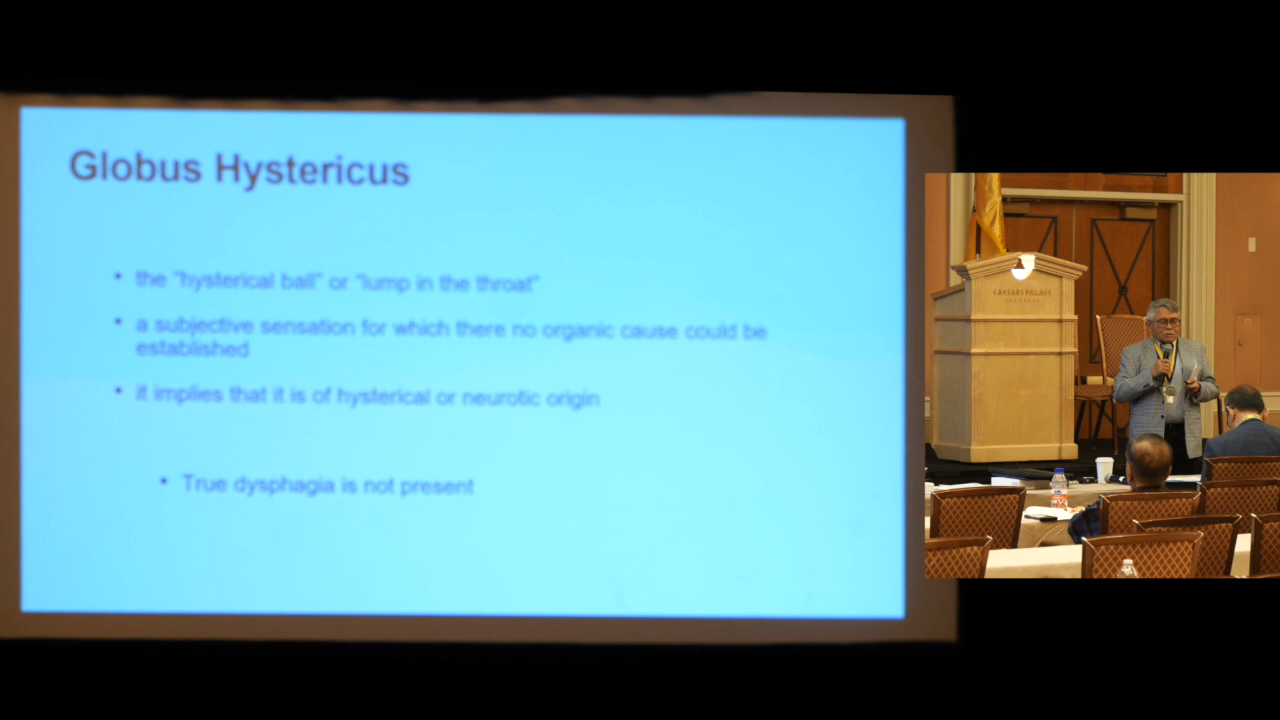 Globus Hystericus
• the "hysterical ball" or "lump in the throat"
• a subjective sensation for which there no organic cause could be
established
• it implies that it is of hysterical or neurotic origin
• True dysphagia is not present
CAESARS PALACE
LAS VEGAS